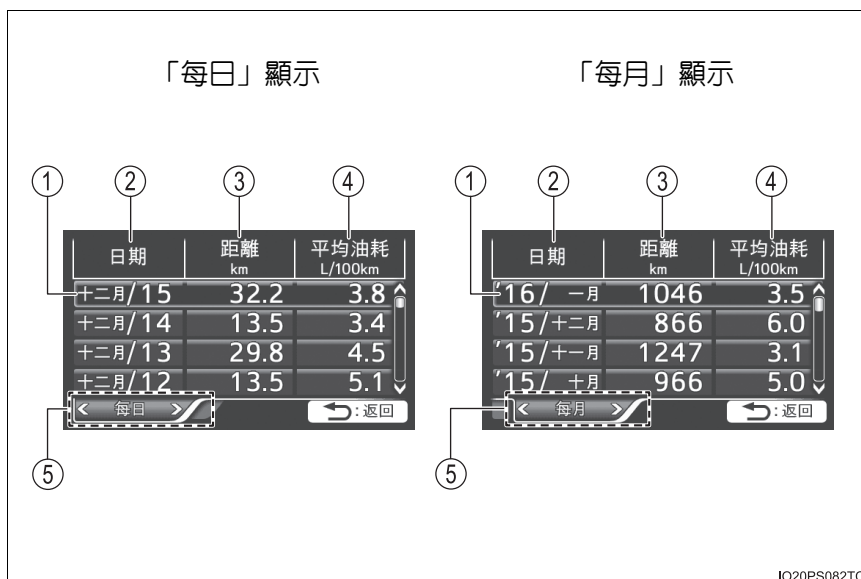 「每日」顯示
「每月」顯示
1 2 3 4
1 2 3 4
日期 距離 km 平均油耗 L/100km
十二月/15 32.2 3.8
十二月/14 13.5 3.4
十二月/13 29.8 4.5
十二月/12 13.5 5.1
每日 :返回
5
日期 距離 km 平均油耗 L/100km
'16/ 一月 1046 3.5
'15/十二月 866 6.0
'15/十一月 1247 3.1
'15/ 十月 966 5.0
每月 :返回
5
IO20PS082TC